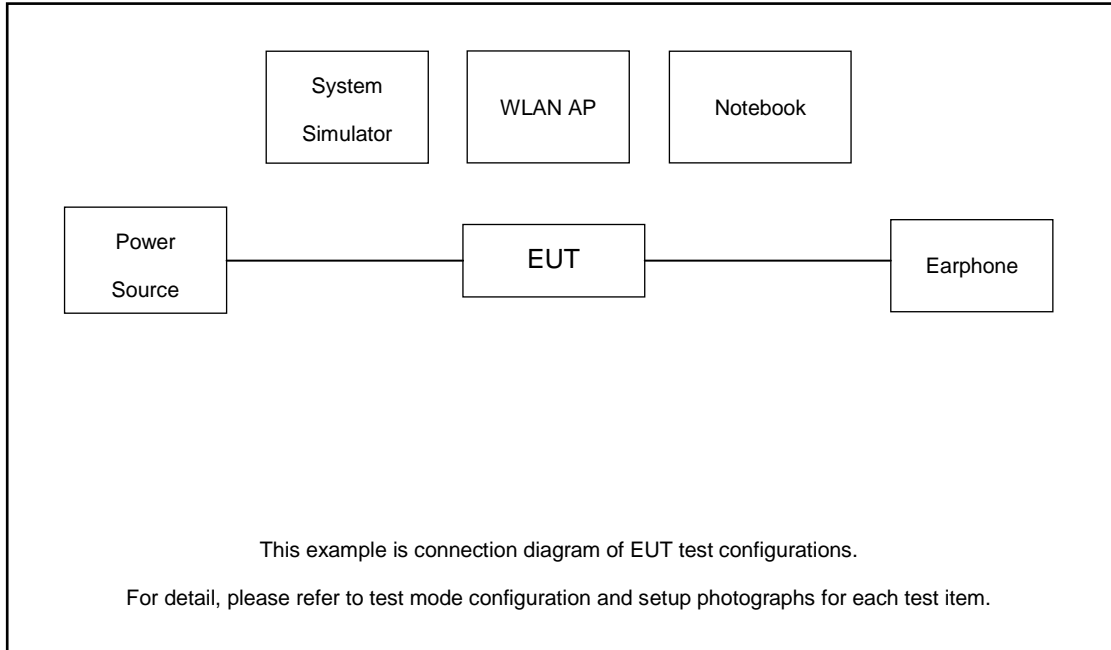 System
Simulator
WLAN AP
Notebook
Power
Source
EUT
Earphone
This example is connection diagram of EUT test configurations.
For detail, please refer to test mode configuration and setup photographs for each test item.